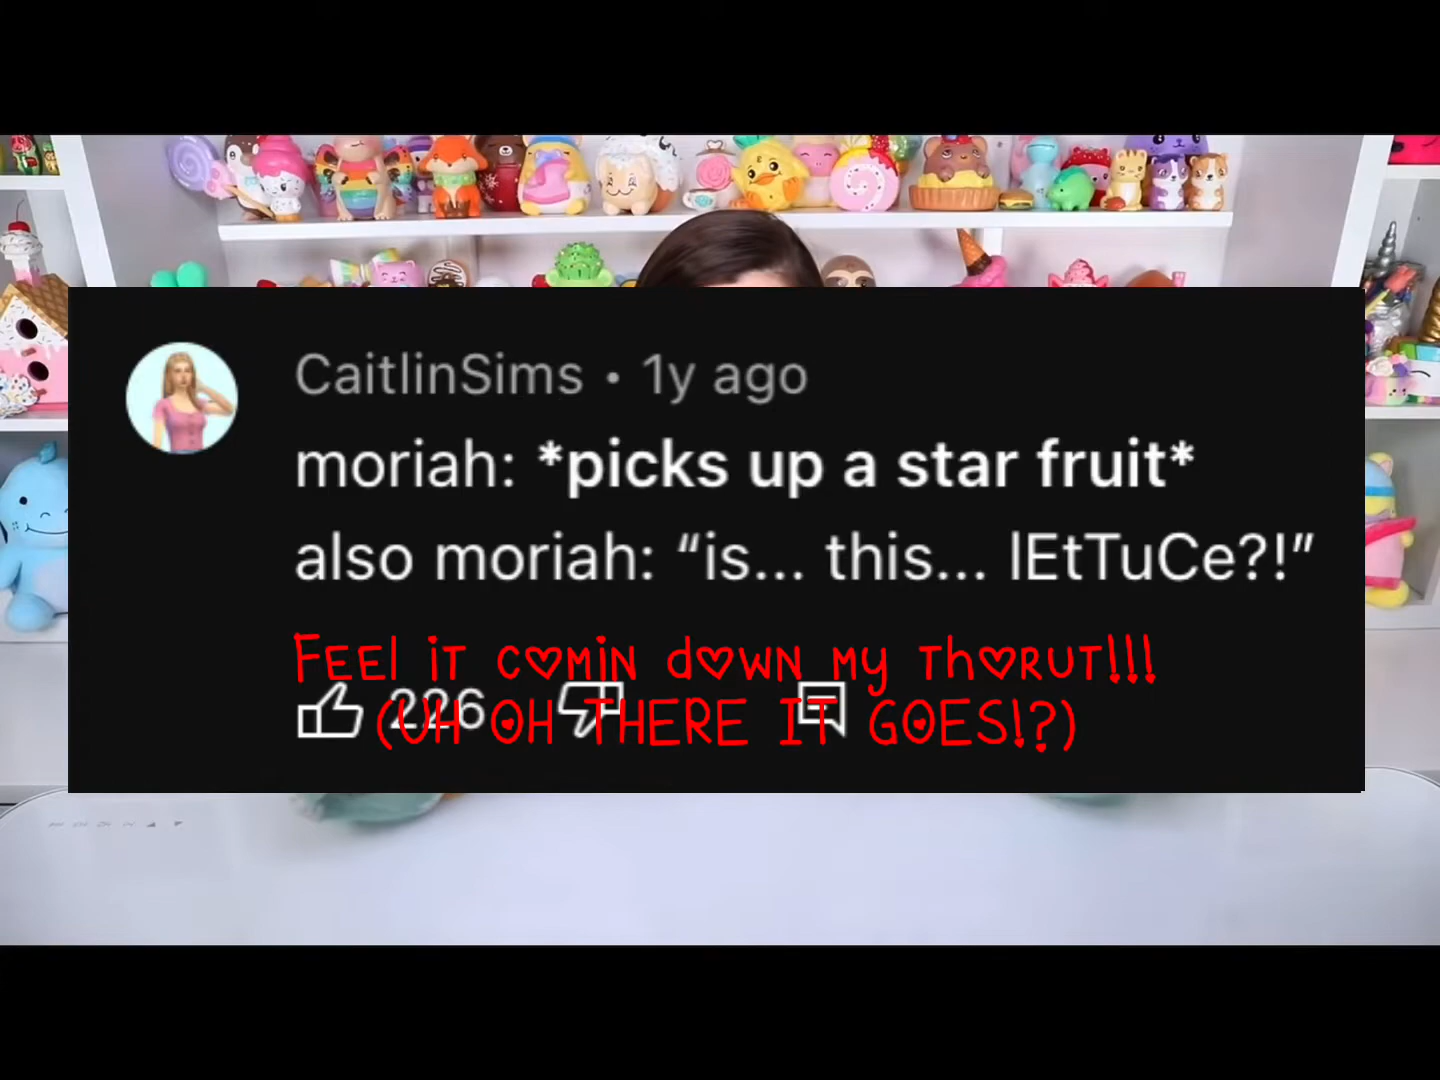 CaitlinSims • 1y ago
moriah: *picks up a star fruit*
also moriah: “is... this... lEtTuCe?!”
FEEl iT COMiN dOWN My ThORUT!!!
226
(UH OH THERE IT GOES!?)